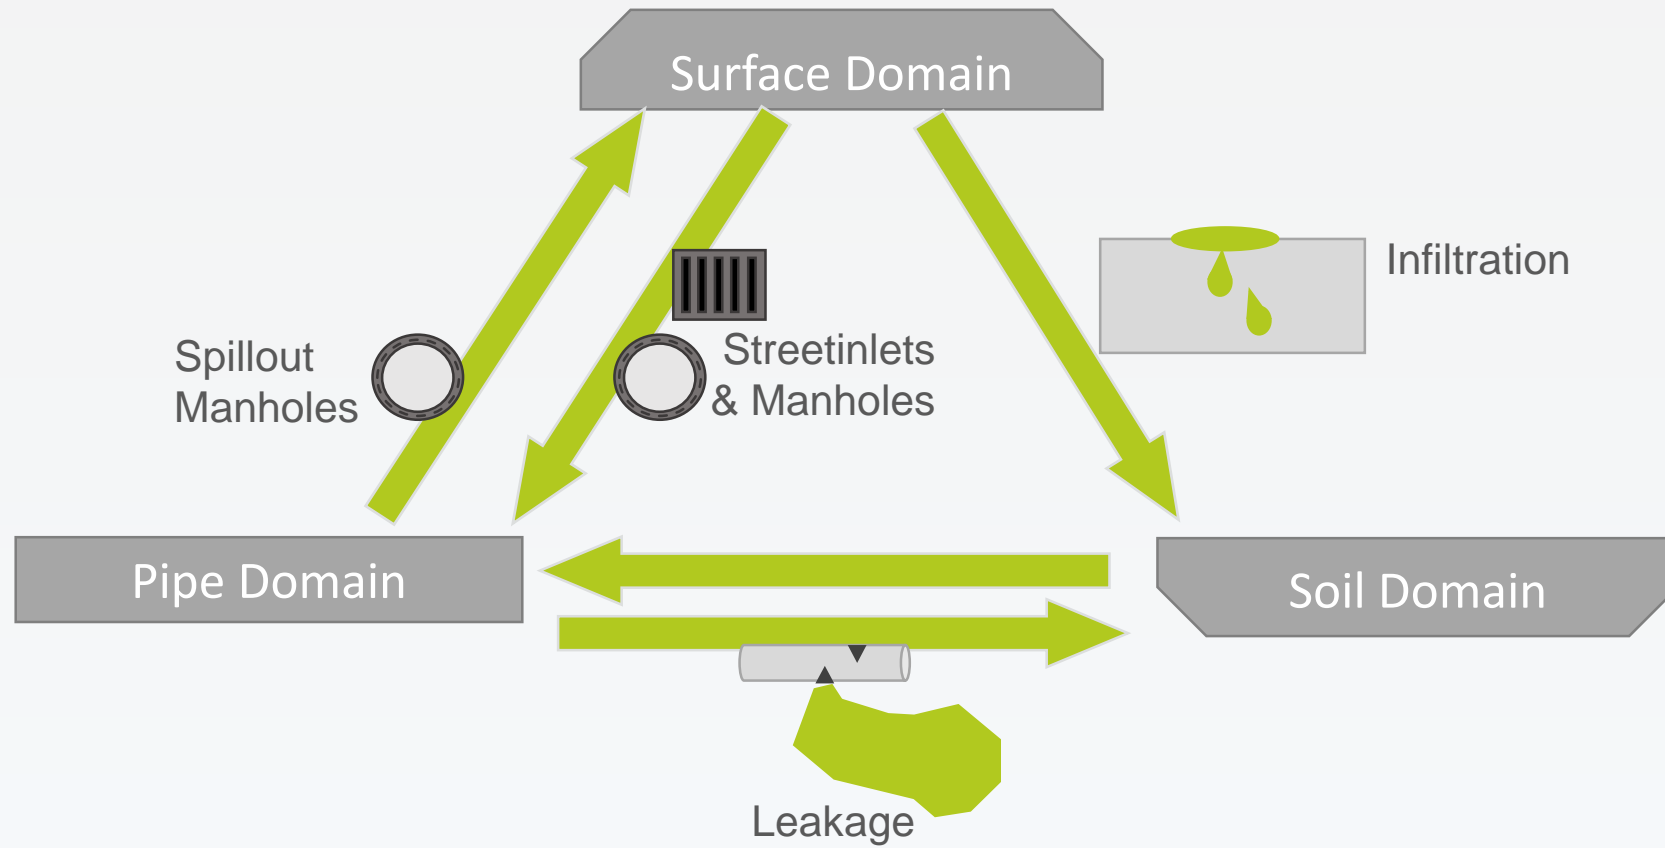 Surface Domain
Infiltration
Spillout
Manholes
Streetinlets
& Manholes
Pipe Domain
Soil Domain
Leakage